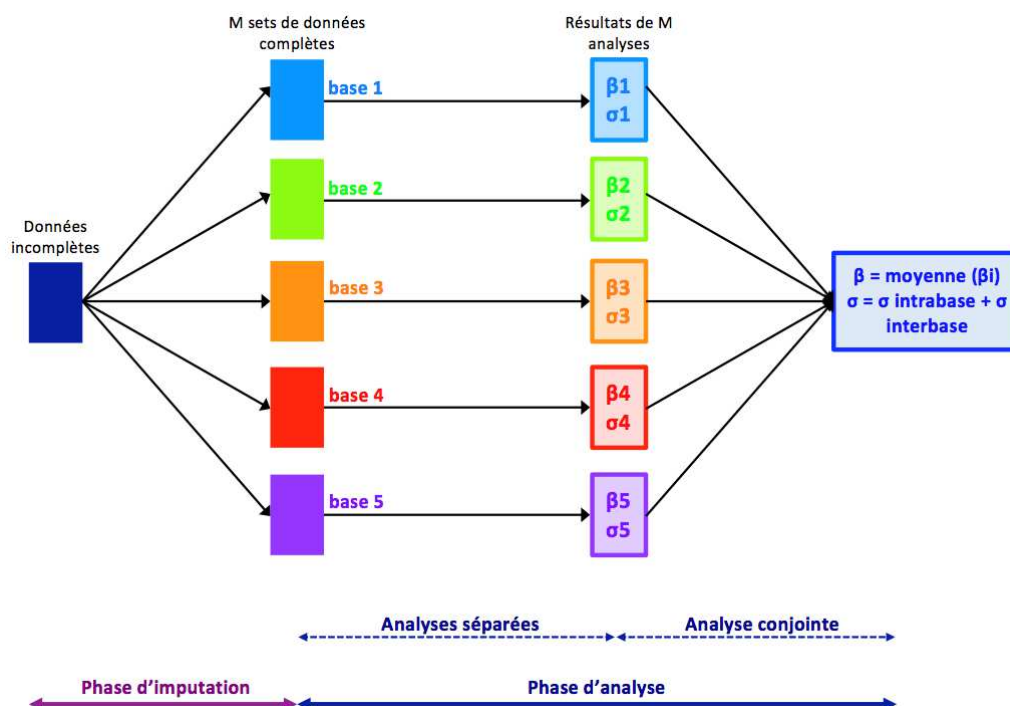 M sets de données
complètes
Résultats de M
analyses
base 1
β1
σ1
base 2
β2
σ2
Données
incomplètes
base 3
β3
σ3
β = moyenne (βi)
σ = σ intrabase + σ
interbase
base 4
β4
σ4
base 5
β5
σ5
Analyses séparées
Analyse conjointe
Phase d'imputation
Phase d'analyse